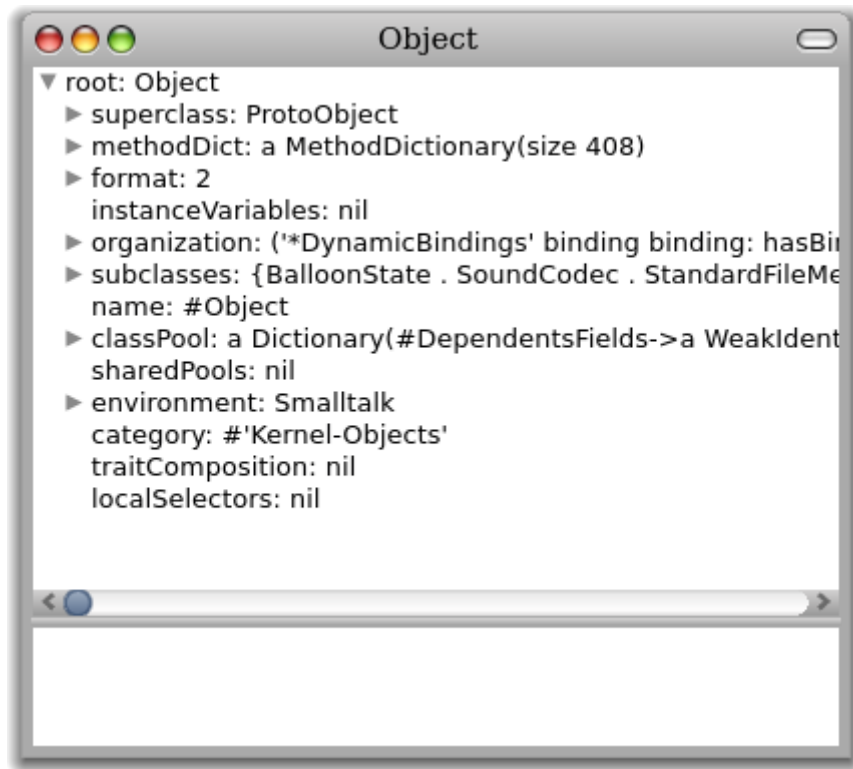 Object
root: Object
superclass: ProtoObject
methodDict: a MethodDictionary(size 408)
format: 2
instanceVariables: nil
organization: ('*DynamicBindings' binding binding: hasBi
subclasses: {BalloonState . SoundCodec . StandardFileMe
name: #Object
classPool: a Dictionary(#DependentsFields->a WeakIdent
sharedPools: nil
environment: Smalltalk
category: #'Kernel-Objects'
traitComposition: nil
localSelectors: nil